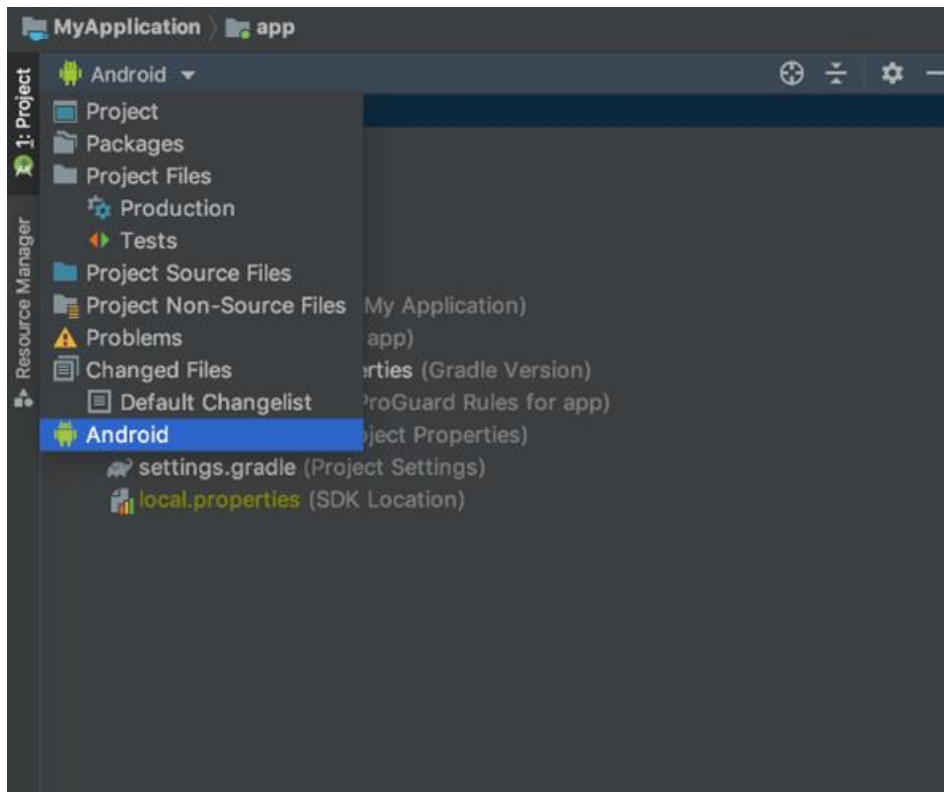 MyApplication app
1: Project
Resource Manager
Android
Project
Packages
Project Files
Production
Tests
Project Source Files
Project Non-Source Files My Application)
Problems app)
Changed Files erties (Gradle Version)
Default Changelist ProGuard Rules for app)
Android ject Properties)
settings.gradle (Project Settings)
local.properties (SDK Location)